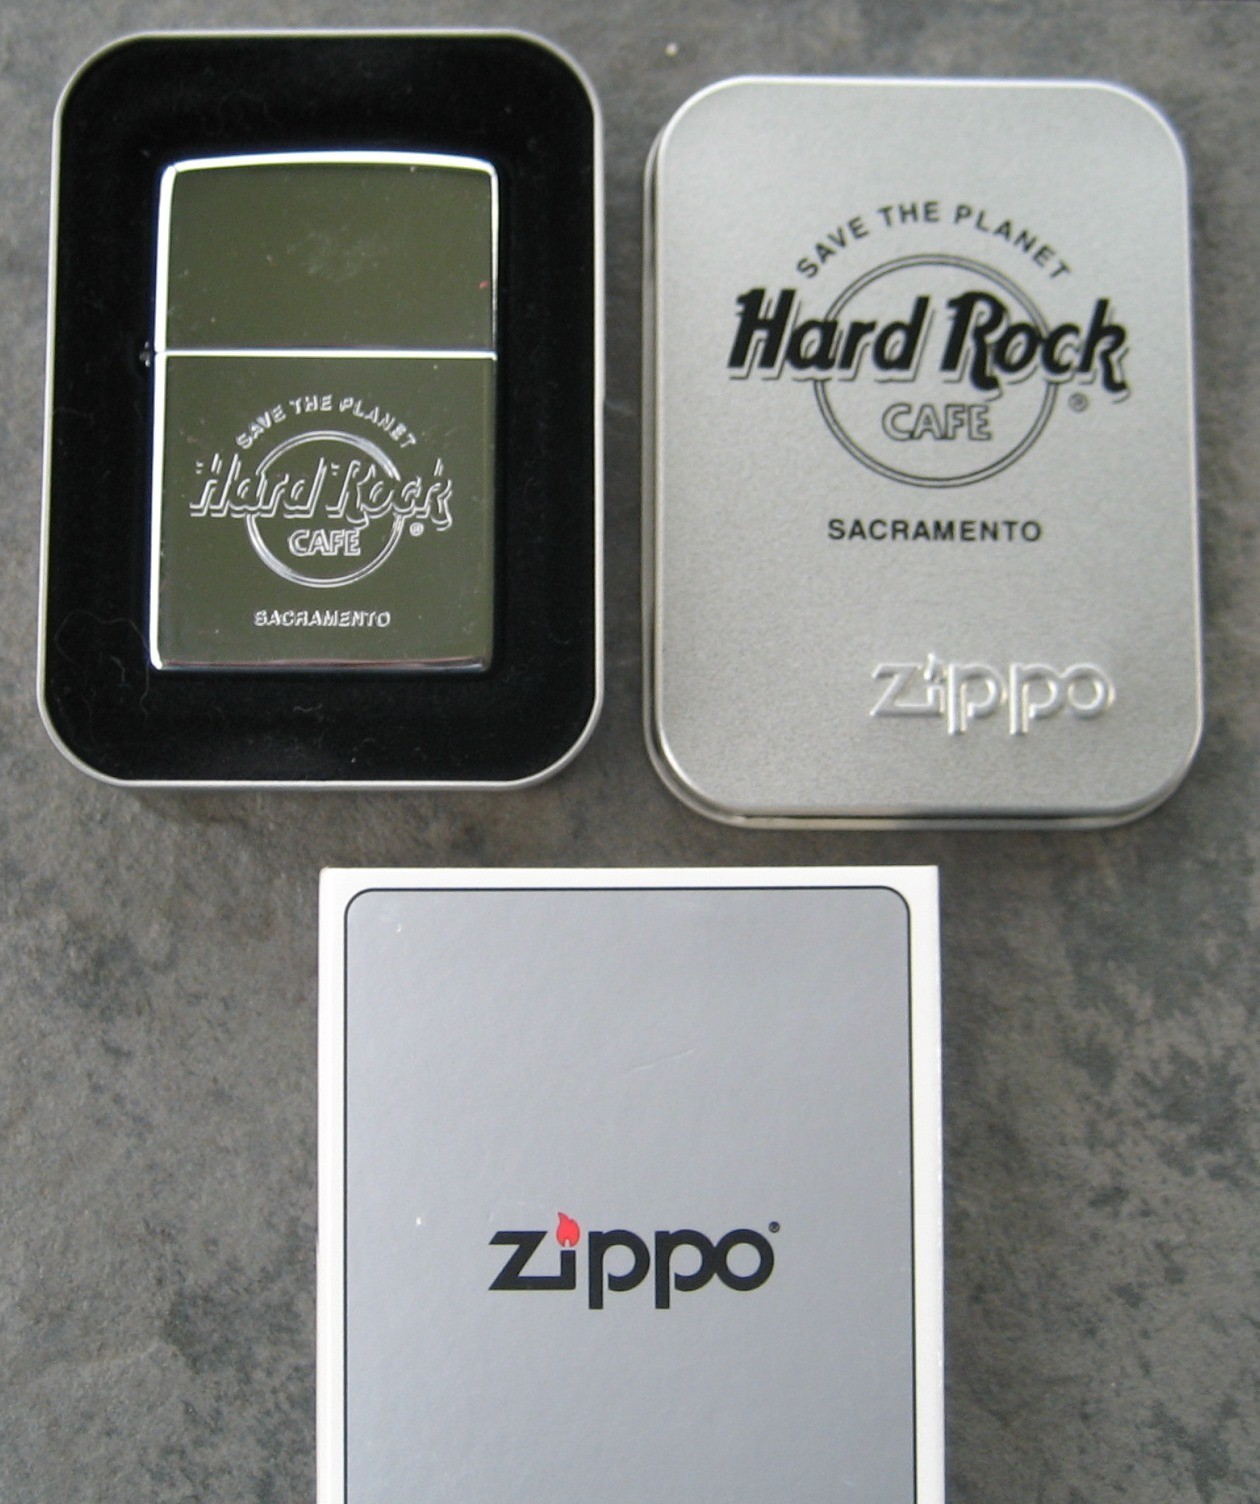 SAVE THE PLANET
Hard Rock
®
CAFE
SACRAMENTO
SAVE THE PLANET
Hard Rock
®
CAFE
SACRAMENTO
zippo
zippo®